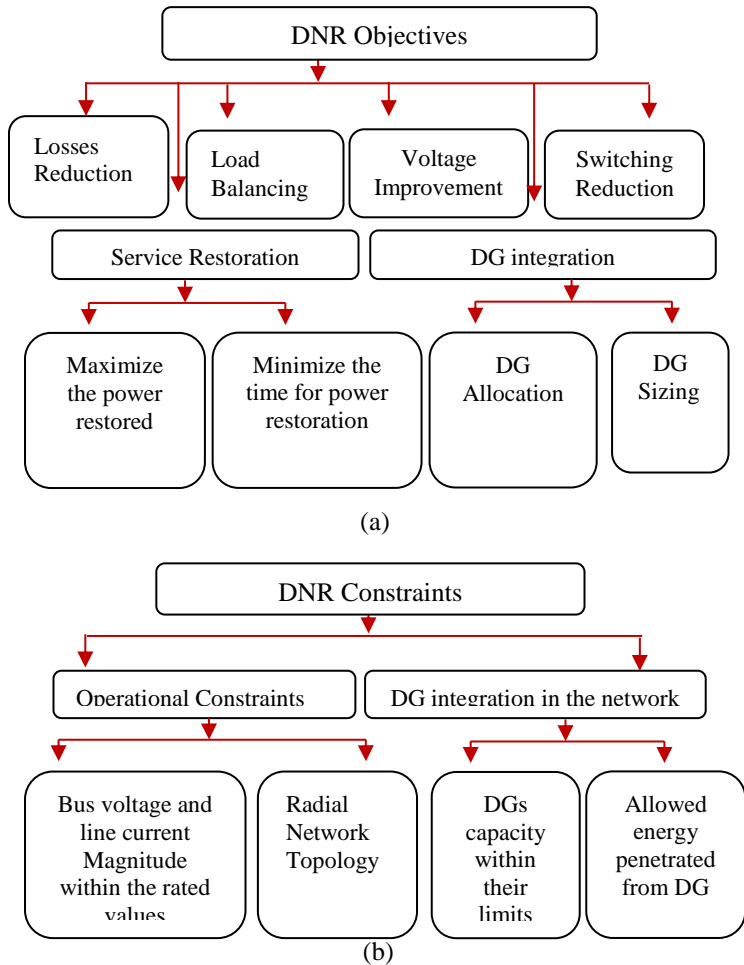 DNR Objectives
Losses
Reduction
Load
Balancing
Voltage
Improvement
Switching
Reduction
Service Restoration
DG integration
Maximize
the power
restored
Minimize the
time for power
restoration
DG
Allocation
DG
Sizing
(a)
DNR Constraints
Operational Constraints
DG integration in the network
Bus voltage and
line current
Magnitude
within the rated
values
Radial
Network
Topology
DGs
capacity
within
their
limits
Allowed
energy
penetrated
from DG
(b)